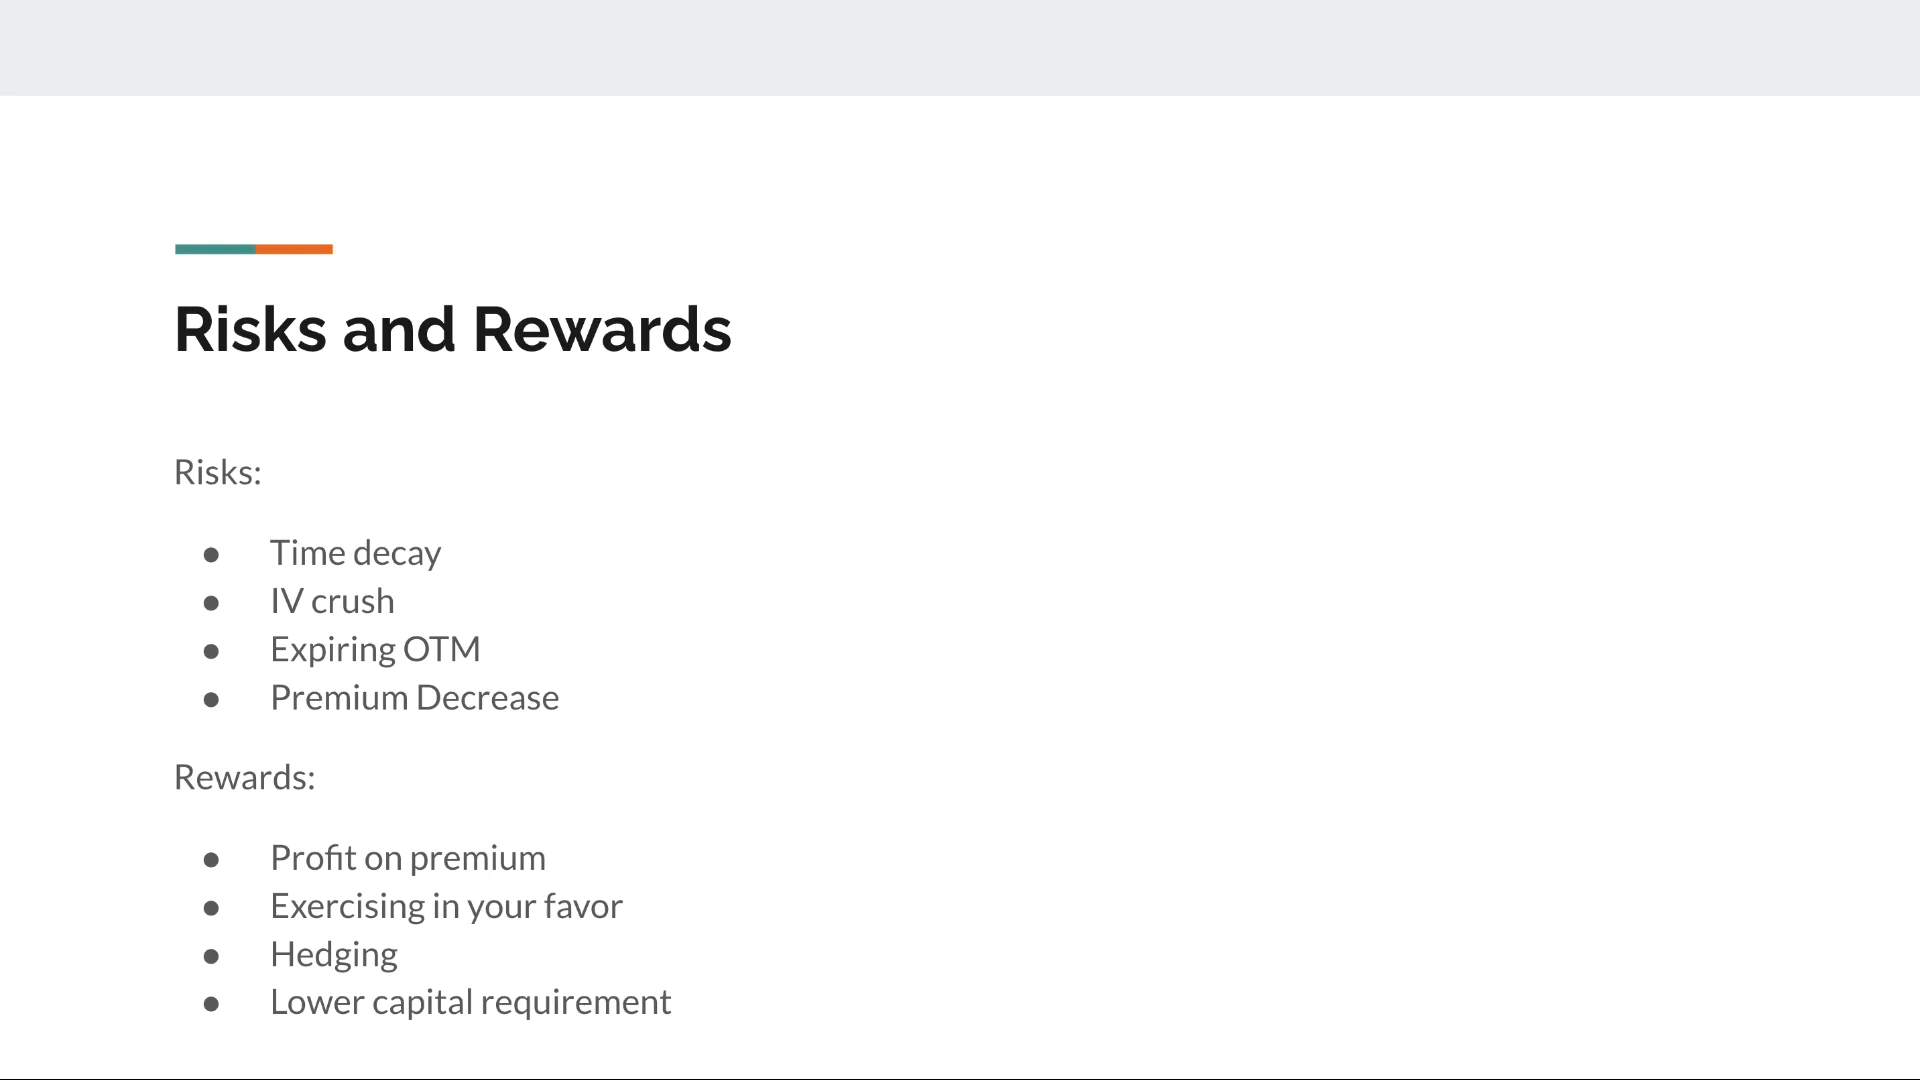 Risks and Rewards
Risks:
● Time decay
● IV crush
● Expiring OTM
● Premium Decrease
Rewards:
● Profit on premium
● Exercising in your favor
● Hedging
● Lower capital requirement